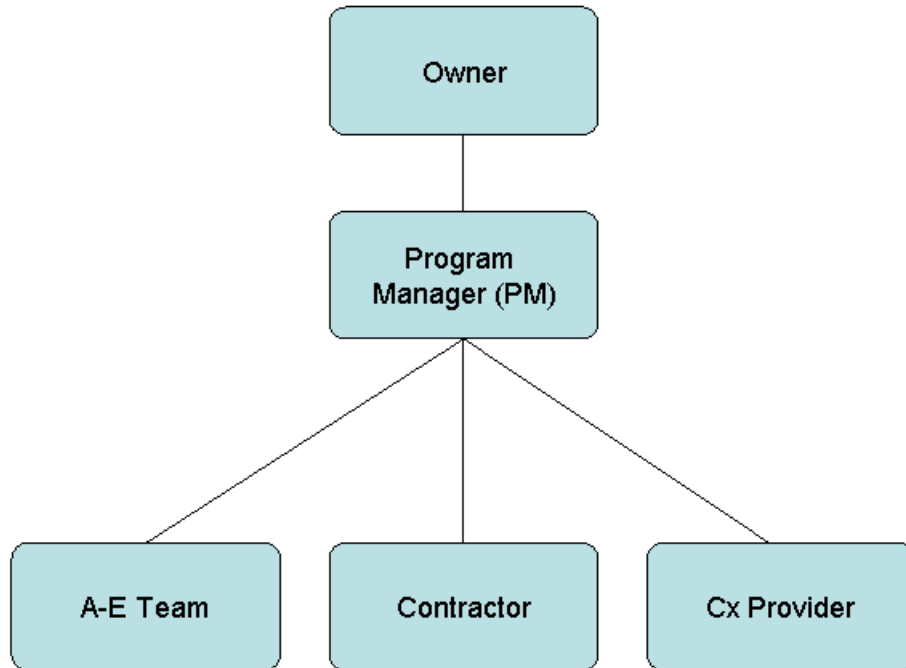 Owner
Program
Manager (PM)
A-E Team
Contractor
Cx Provider